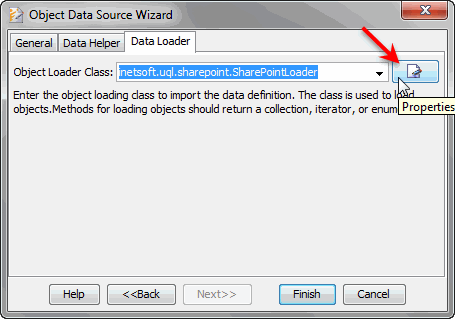 Object Data Source Wizard
General Data Helper Data Loader
Object Loader Class: inetsoft.uql.sharepoint.SharePointLoader
Enter the object loading class to import the data definition. The class is used to load
objects.Methods for loading objects should return a collection, iterator, or
Properties
Help <<Back Next>> Finish Cancel